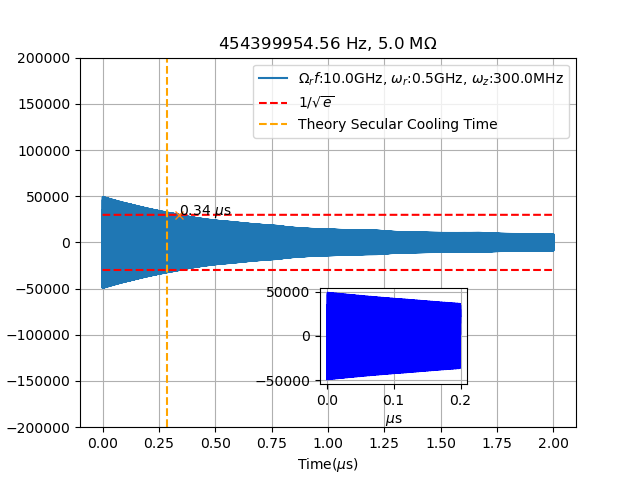 454399954.56 Hz, 5.0 MΩ
200000
150000
100000
50000
0
−50000
−100000
−150000
−200000
Ω_r f:10.0GHz, ω_r:0.5GHz, ω_z:300.0MHz
1/√e
Theory Secular Cooling Time
0.34 μs
50000
0
−50000
0.0 0.1 0.2
μs
0.00 0.25 0.50 0.75 1.00 1.25 1.50 1.75 2.00
Time(μs)